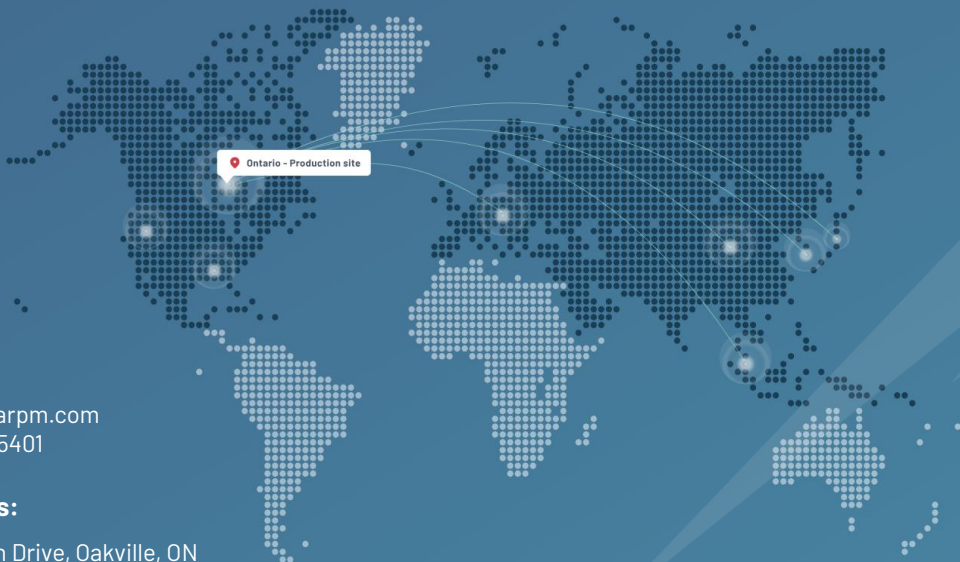 Ontario - Production site
arpm.com
5401
s:
n Drive, Oakville, ON